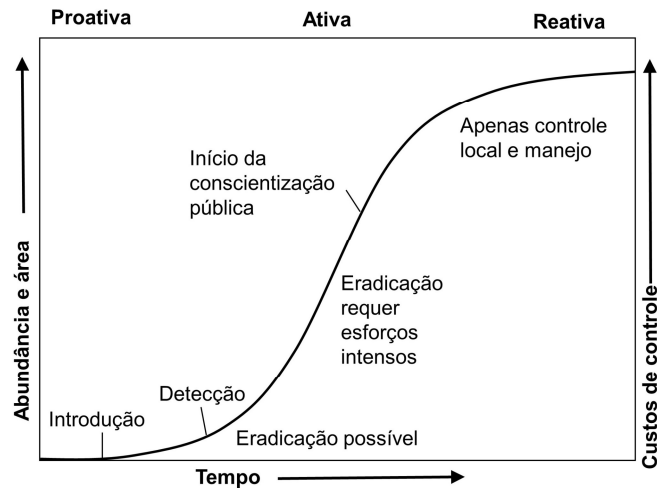 Proativa
Ativa
Reativa
Abundância e área
Custos de controle
Apenas controle
local e manejo
Início da
conscientização
pública
Eradicação
requer
esforços
intensos
Detecção
Introdução
Eradicação possível
Tempo